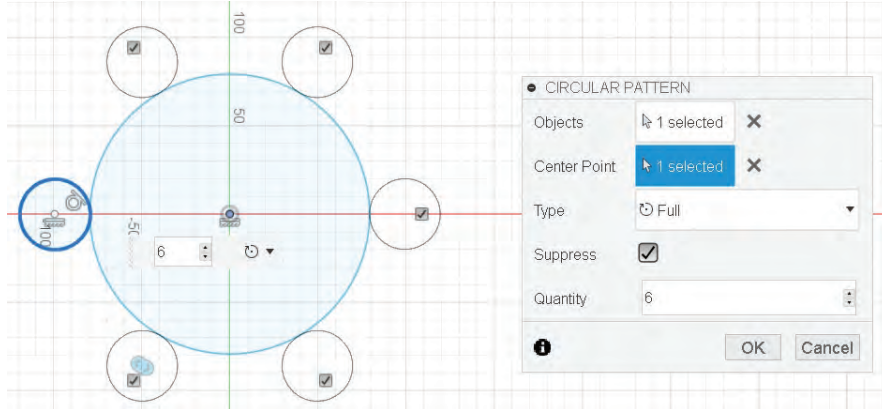 100
50
-50
100
6
CIRCULAR PATTERN
Objects 1 selected
Center Point 1 selected
Type Full
Suppress
Quantity 6
OK Cancel